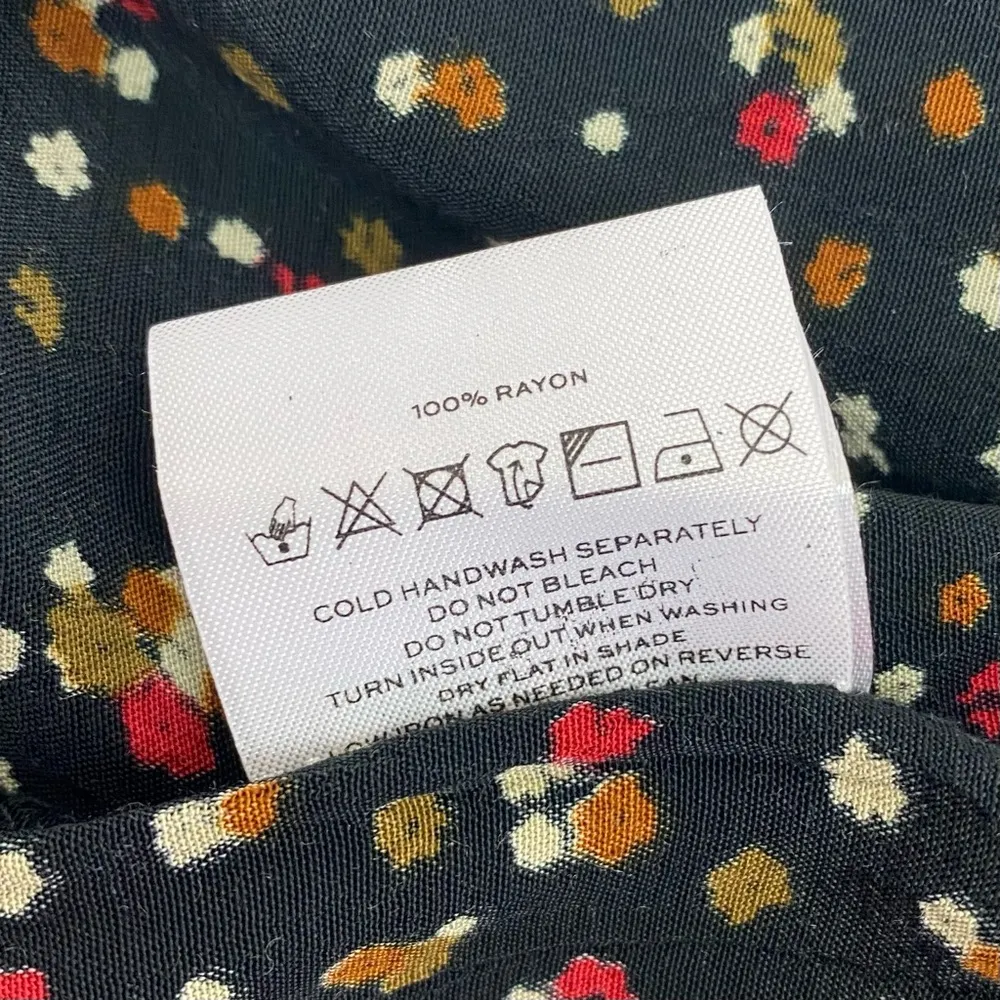 100% RAYON
COLD HANDWASH SEPARATELY
DO NOT BLEACH
DO NOT TUMBLE DRY
TURN INSIDE OUT WHEN WASHING
DRY FLAT IN SHADE
LOW IRON AS NEEDED ON REVERSE